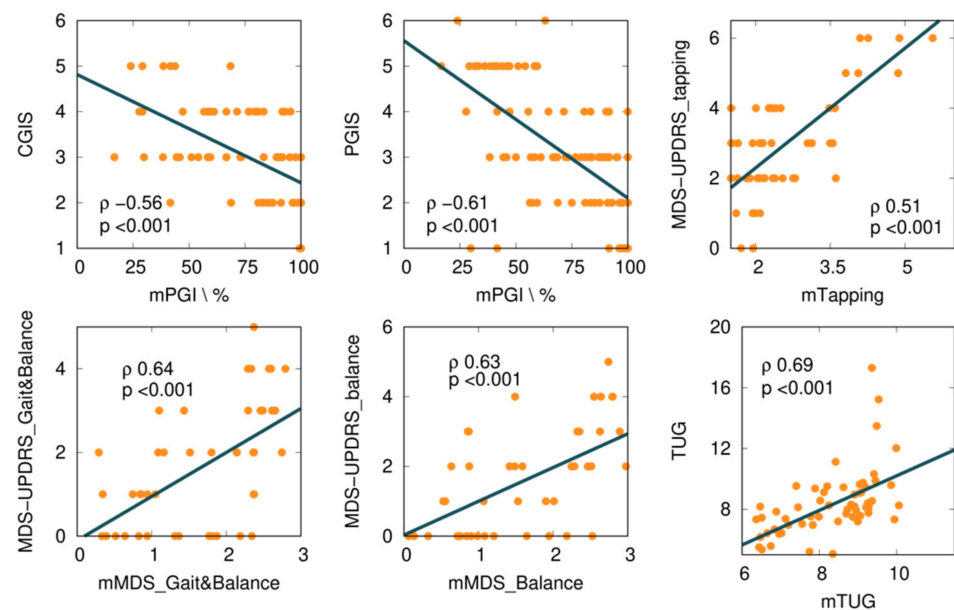 6
5
4
3
2
1
CGIS
ρ −0.56
p <0.001
0 25 50 75 100
mPGI \ %
6
5
4
3
2
1
PGIS
ρ −0.61
p <0.001
0 25 50 75 100
mPGI \ %
6
4
2
0
MDS−UPDRS_tapping
ρ 0.51
p <0.001
2 3.5 5
mTapping
4
2
0
MDS−UPDRS_Gait&Balance
ρ 0.64
p <0.001
0 1 2 3
mMDS_Gait&Balance
6
4
2
0
MDS−UPDRS_balance
ρ 0.63
p <0.001
0 1 2 3
mMDS_Balance
20
16
12
8
TUG
ρ 0.69
p <0.001
6 8 10
mTUG